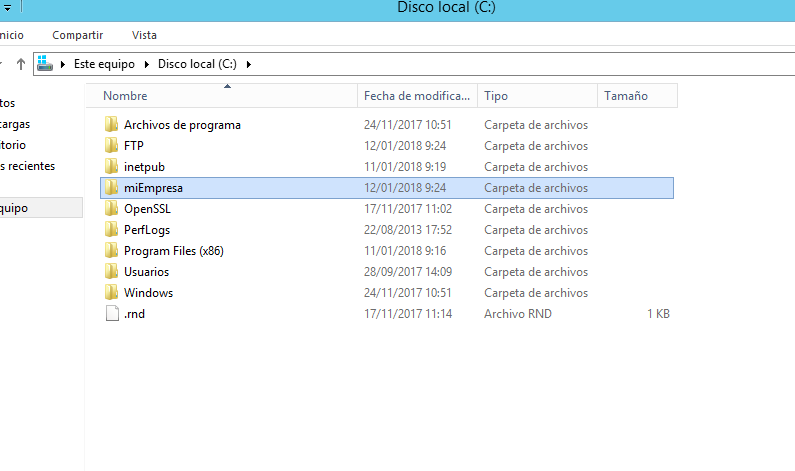 Disco local (C:)
nicio Compartir Vista
Este equipo Disco local (C:)
Nombre Fecha de modifica... Tipo Tamaño
tos
Archivos de programa 24/11/2017 10:51 Carpeta de archivos
cargas
FTP 12/01/2018 9:24 Carpeta de archivos
itorio
inetpub 11/01/2018 9:19 Carpeta de archivos
s recientes
miEmpresa 12/01/2018 9:24 Carpeta de archivos
quipo
OpenSSL 17/11/2017 11:02 Carpeta de archivos
PerfLogs 22/08/2013 17:52 Carpeta de archivos
Program Files (x86) 11/01/2018 9:16 Carpeta de archivos
Usuarios 28/09/2017 14:09 Carpeta de archivos
Windows 24/11/2017 10:51 Carpeta de archivos
.rnd 17/11/2017 11:14 Archivo RND 1 KB